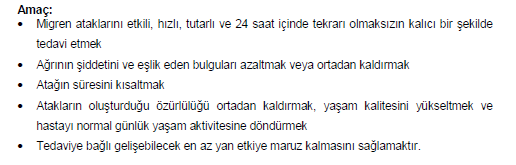 Amaç:
• Migren ataklarını etkili, hızlı, tutarlı ve 24 saat içinde tekrarı olmaksızın kalıcı bir şekilde
tedavi etmek
• Ağrının şiddetini ve eşlik eden bulguları azaltmak veya ortadan kaldırmak
• Atağın süresini kısaltmak
• Atakların oluşturduğu özürlülüğü ortadan kaldırmak, yaşam kalitesini yükseltmek ve
hastayı normal günlük yaşam aktivitesine döndürmek
• Tedaviye bağlı gelişebilecek en az yan etkiye maruz kalmasını sağlamaktır.